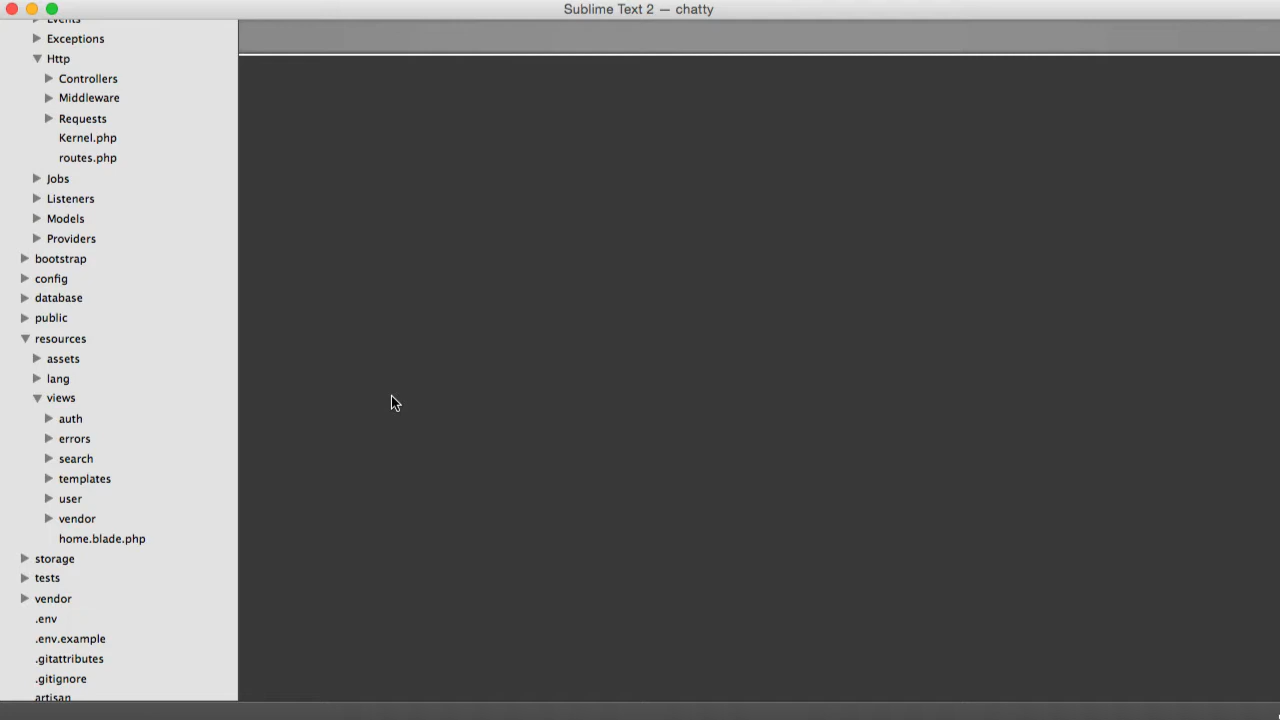 Sublime Text 2 — chatty
Events
Exceptions
Http
Controllers
Middleware
Requests
Kernel.php
routes.php
Jobs
Listeners
Models
Providers
bootstrap
config
database
public
resources
assets
lang
views
auth
errors
search
templates
user
vendor
home.blade.php
storage
tests
vendor
.env
.env.example
.gitattributes
.gitignore
artisan